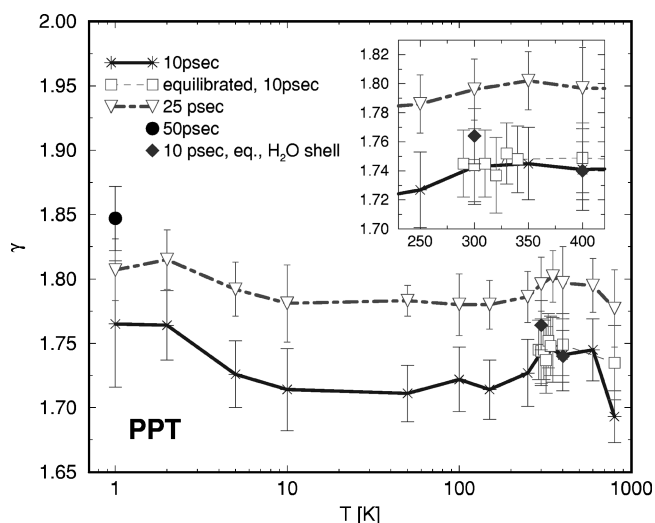 2.00
1.95
1.90
1.85
1.80
1.75
1.70
1.65
γ
10psec
equilibrated, 10psec
25 psec
50psec
10 psec, eq., H₂O shell
1.82
1.80
1.78
1.76
1.74
1.72
1.70
250 300 350 400
PPT
1 10 100 1000
T [K]